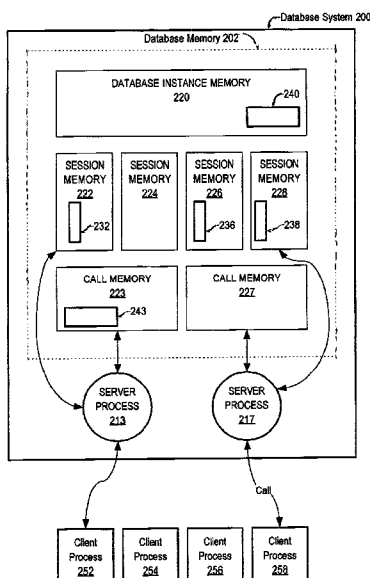 Database System 200
Database Memory 202
DATABASE INSTANCE MEMORY
220
240
SESSION
MEMORY
222
232
SESSION
MEMORY
224
SESSION
MEMORY
226
236
SESSION
MEMORY
228
238
CALL MEMORY
223
243
CALL MEMORY
227
SERVER
PROCESS
213
SERVER
PROCESS
217
Call
Client
Process
252
Client
Process
254
Client
Process
256
Client
Process
258